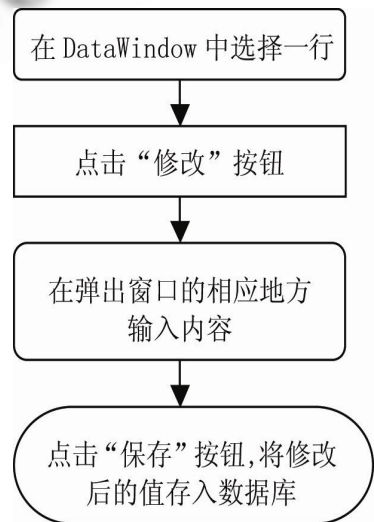 在 DataWindow 中选择一行
点击“修改”按钮
在弹出窗口的相应地方
输入内容
点击“保存”按钮,将修改
后的值存入数据库